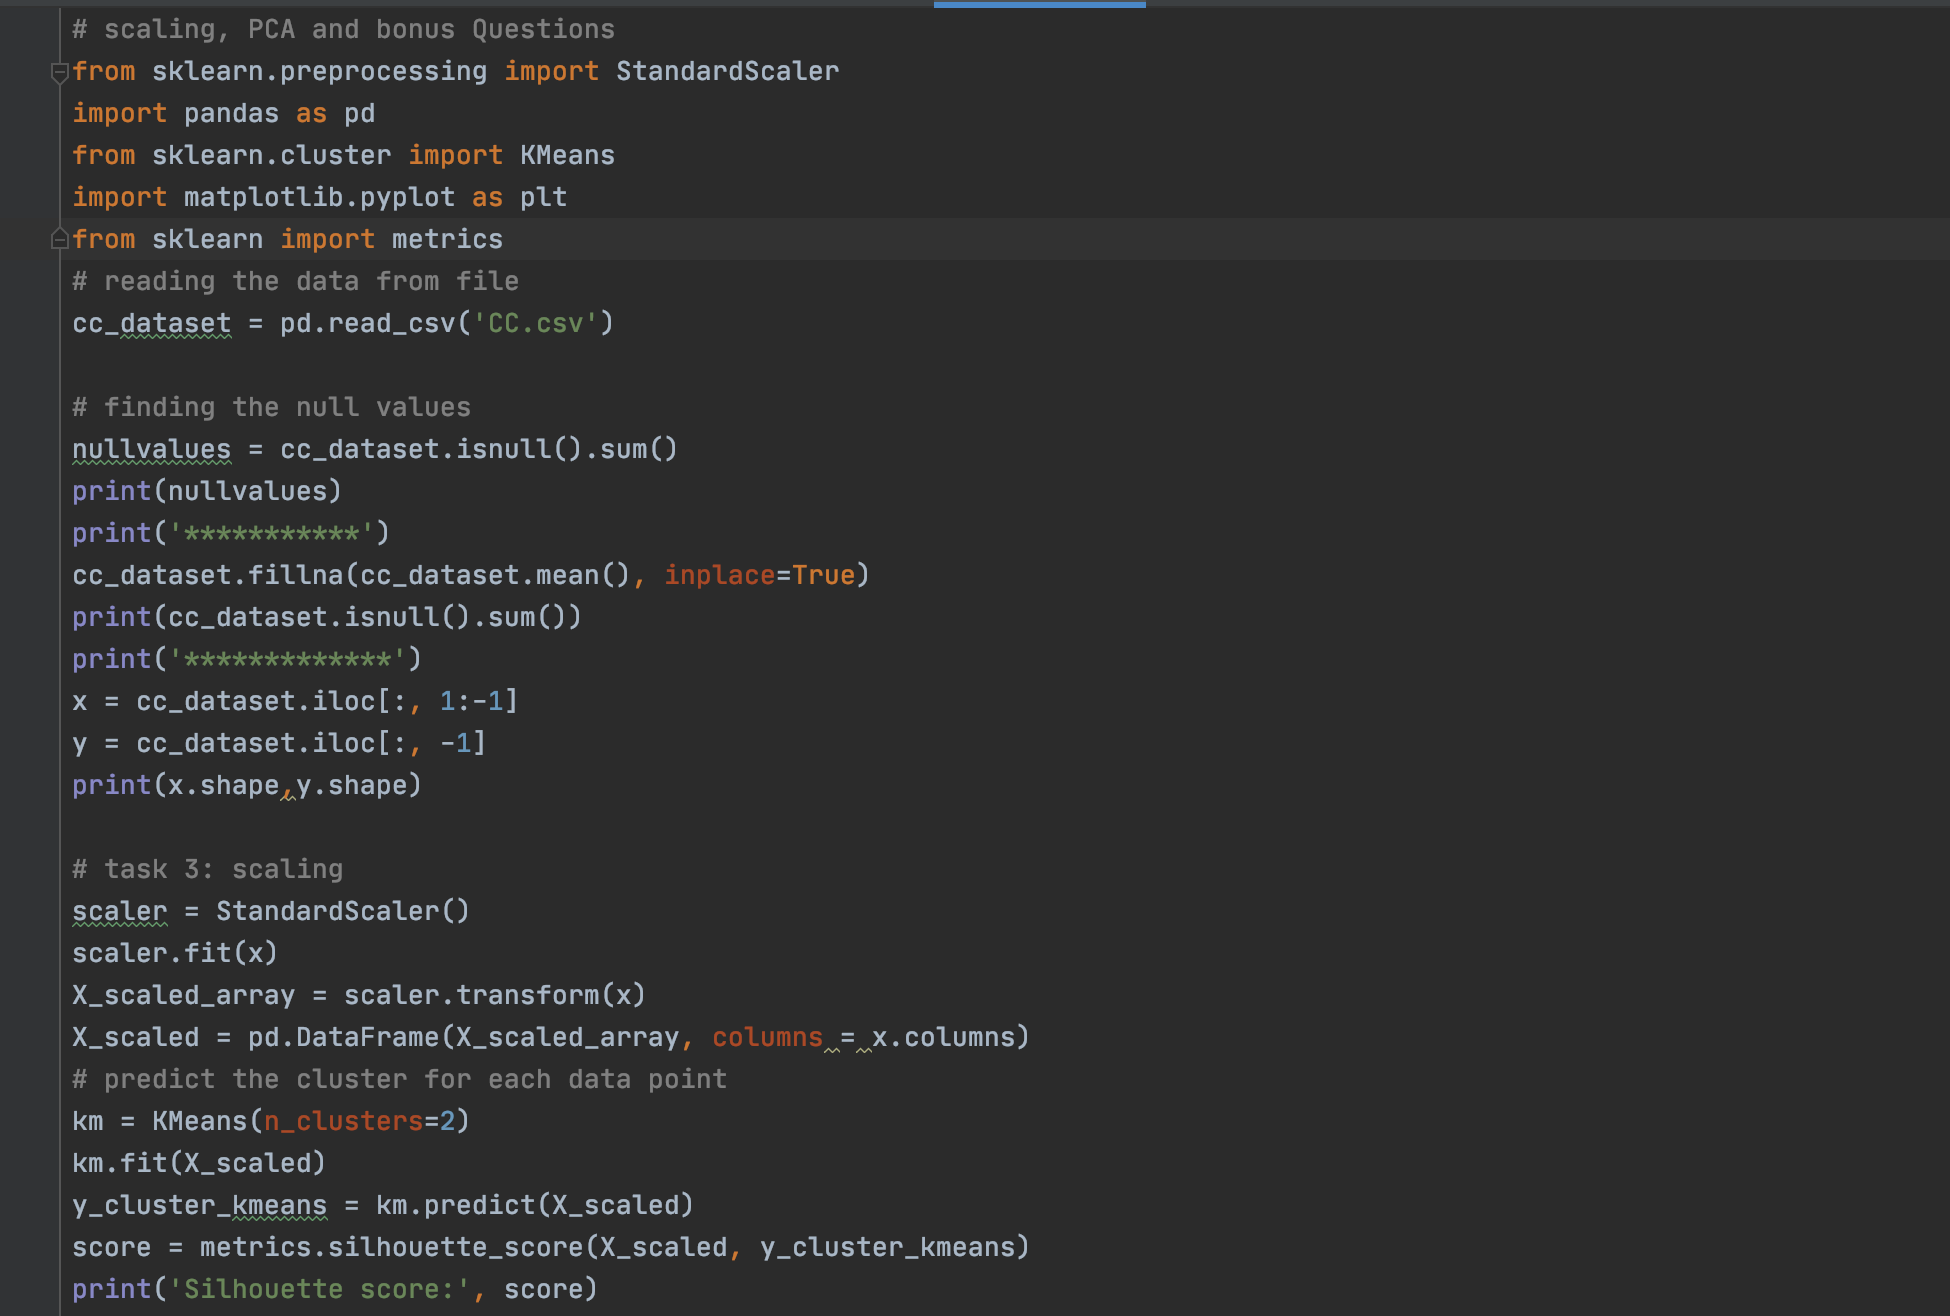 # scaling, PCA and bonus Questions
from sklearn.preprocessing import StandardScaler
import pandas as pd
from sklearn.cluster import KMeans
import matplotlib.pyplot as plt
from sklearn import metrics
# reading the data from file
cc_dataset = pd.read_csv('CC.csv')
# finding the null values
nullvalues = cc_dataset.isnull().sum()
print(nullvalues)
print('***********')
cc_dataset.fillna(cc_dataset.mean(), inplace=True)
print(cc_dataset.isnull().sum())
print('*************')
x = cc_dataset.iloc[:, 1:-1]
y = cc_dataset.iloc[:, -1]
print(x.shape,y.shape)
# task 3: scaling
scaler = StandardScaler()
scaler.fit(x)
X_scaled_array = scaler.transform(x)
X_scaled = pd.DataFrame(X_scaled_array, columns = x.columns)
# predict the cluster for each data point
km = KMeans(n_clusters=2)
km.fit(X_scaled)
y_cluster_kmeans = km.predict(X_scaled)
score = metrics.silhouette_score(X_scaled, y_cluster_kmeans)
print('Silhouette score:', score)